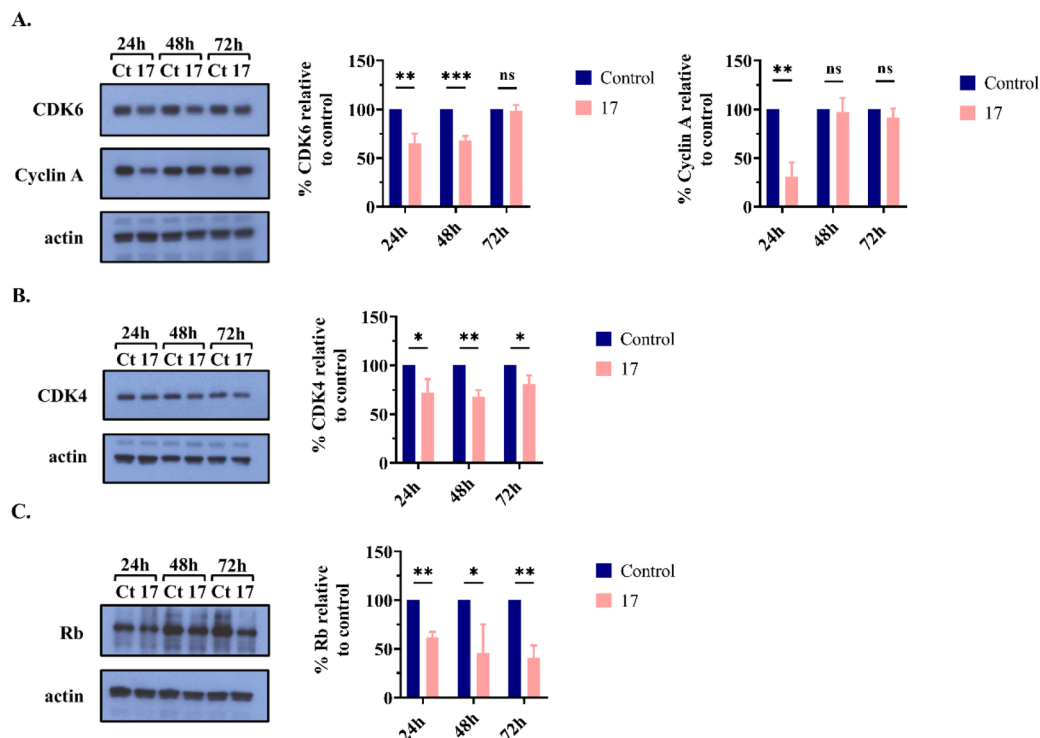 A.
24h 48h 72h
Ct 17 Ct 17 Ct 17
CDK6
Cyclin A
actin
% CDK6 relative
to control
150
100
50
0
** *** ns
24h 48h 72h
Control
17
% Cyclin A relative
to control
150
100
50
0
** ns ns
24h 48h 72h
Control
17
B.
24h 48h 72h
Ct 17 Ct 17 Ct 17
CDK4
actin
% CDK4 relative
to control
150
100
50
0
* ** *
24h 48h 72h
Control
17
C.
24h 48h 72h
Ct 17 Ct 17 Ct 17
Rb
actin
% Rb relative
to control
150
100
50
0
** * **
24h 48h 72h
Control
17